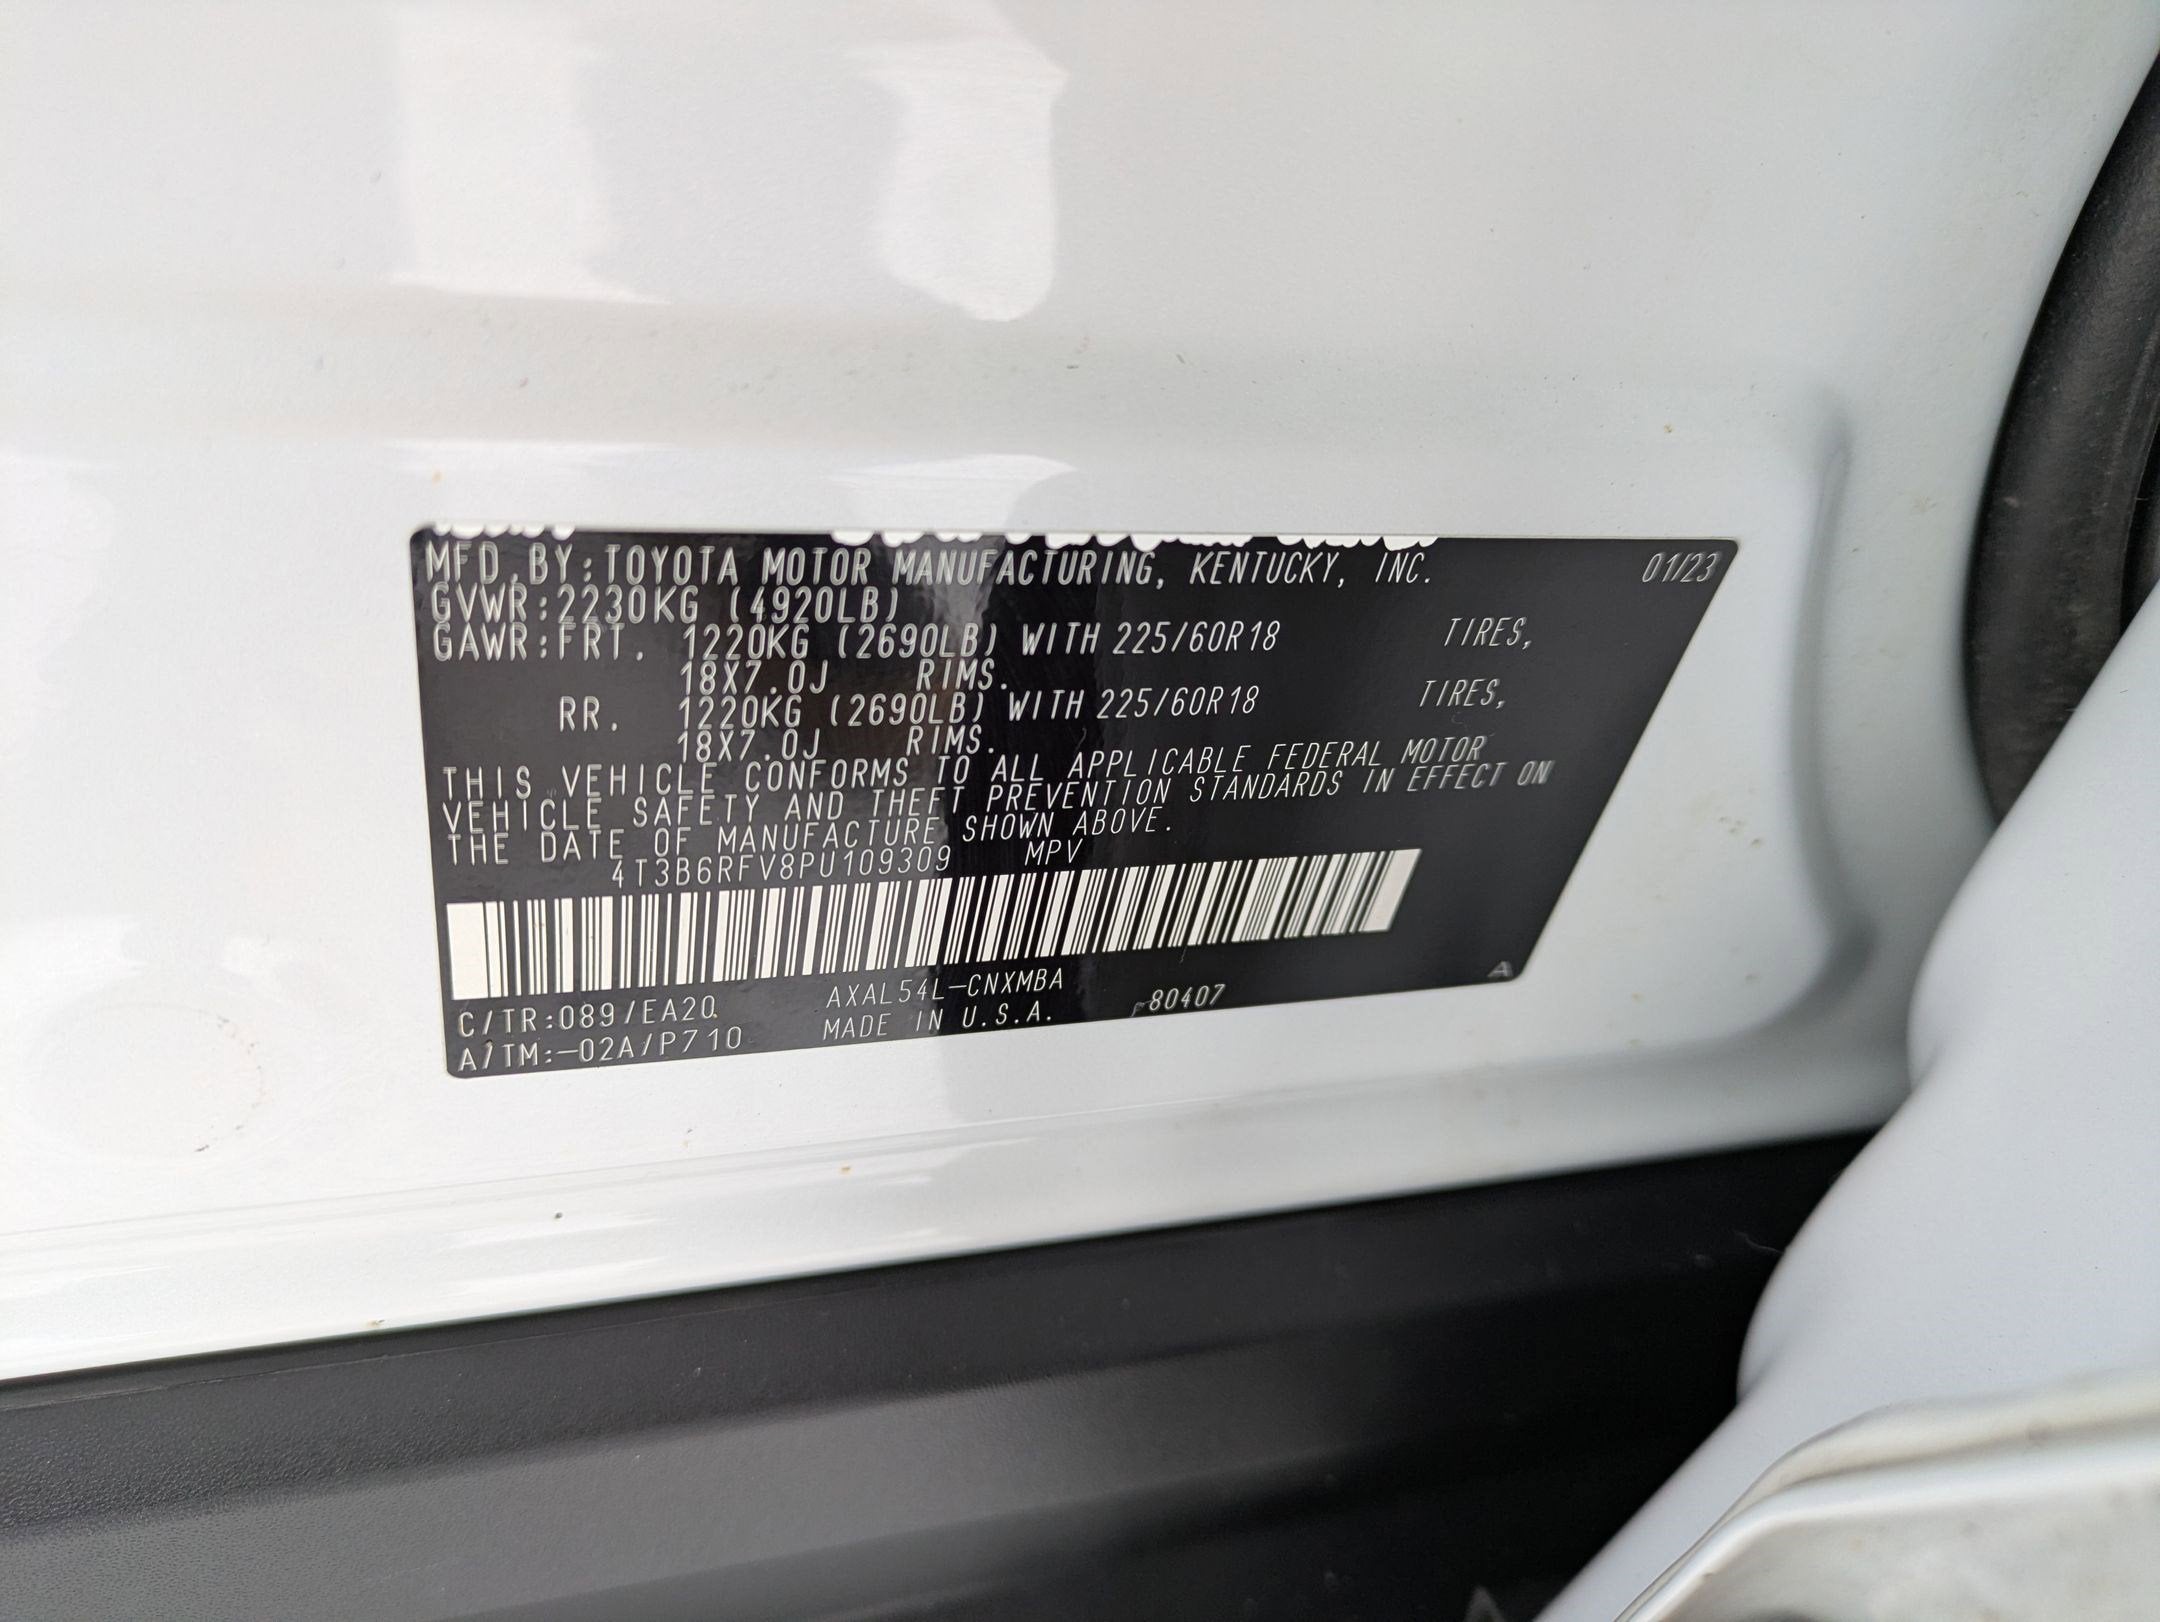 MFD.BY:TOYOTA MOTOR MANUFACTURING, KENTUCKY, INC. 01/23
GVWR:2230KG (4920LB)
GAWR:FRT. 1220KG (2690LB) WITH 225/60R18 TIRES,
18X7.0J RIMS.
RR. 1220KG (2690LB) WITH 225/60R18 TIRES,
18X7.0J RIMS.
THIS VEHICLE CONFORMS TO ALL APPLICABLE FEDERAL MOTOR
VEHICLE SAFETY AND THEFT PREVENTION STANDARDS IN EFFECT ON
THE DATE OF MANUFACTURE SHOWN ABOVE.
4T3B6RFV8PU109309 MPV
C/TR:089/EA20 AXAL54L-CNXMBA 80407 A
A/TM:-02A/P710 MADE IN U.S.A.